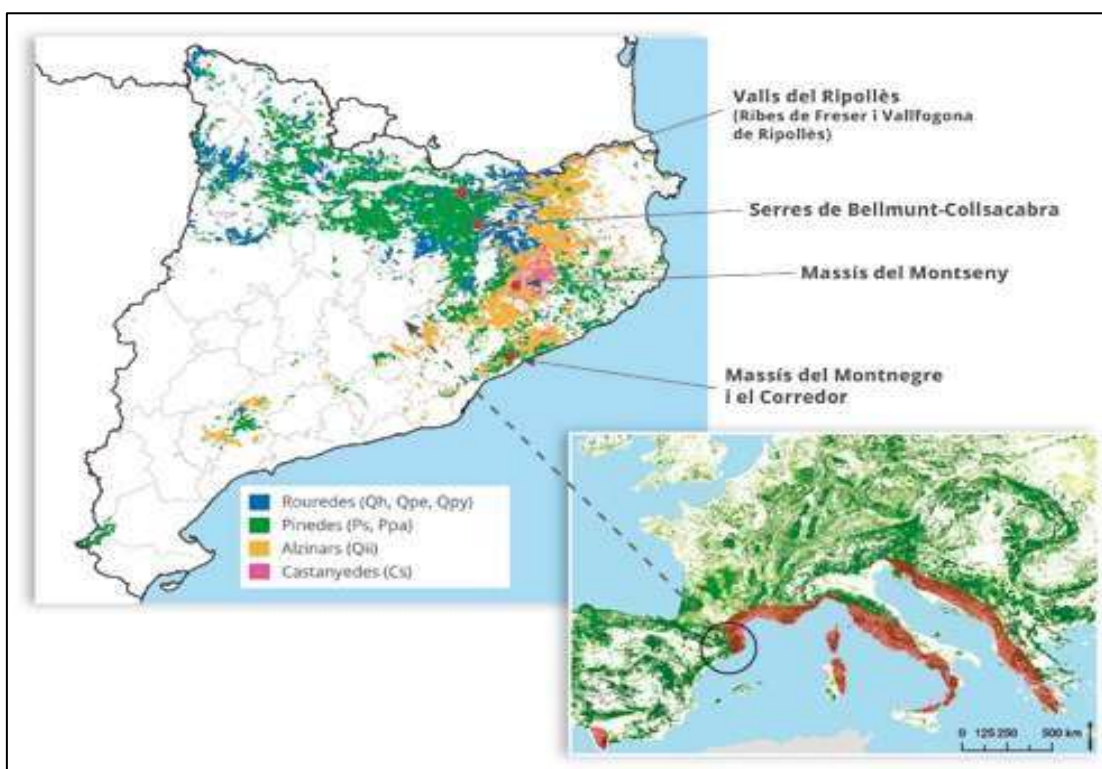 Valls del Ripollès
(Ribes de Freser i Vallfogona
de Ripollès)
Serres de Bellmunt-Collsacabra
Massís del Montseny
Massís del Montnegre
i el Corredor
Rouredes (Qh, Qpe, Qpy)
Pinedes (Ps, Ppa)
Alzinars (Qii)
Castanyedes (Cs)
0 125 250 500 km